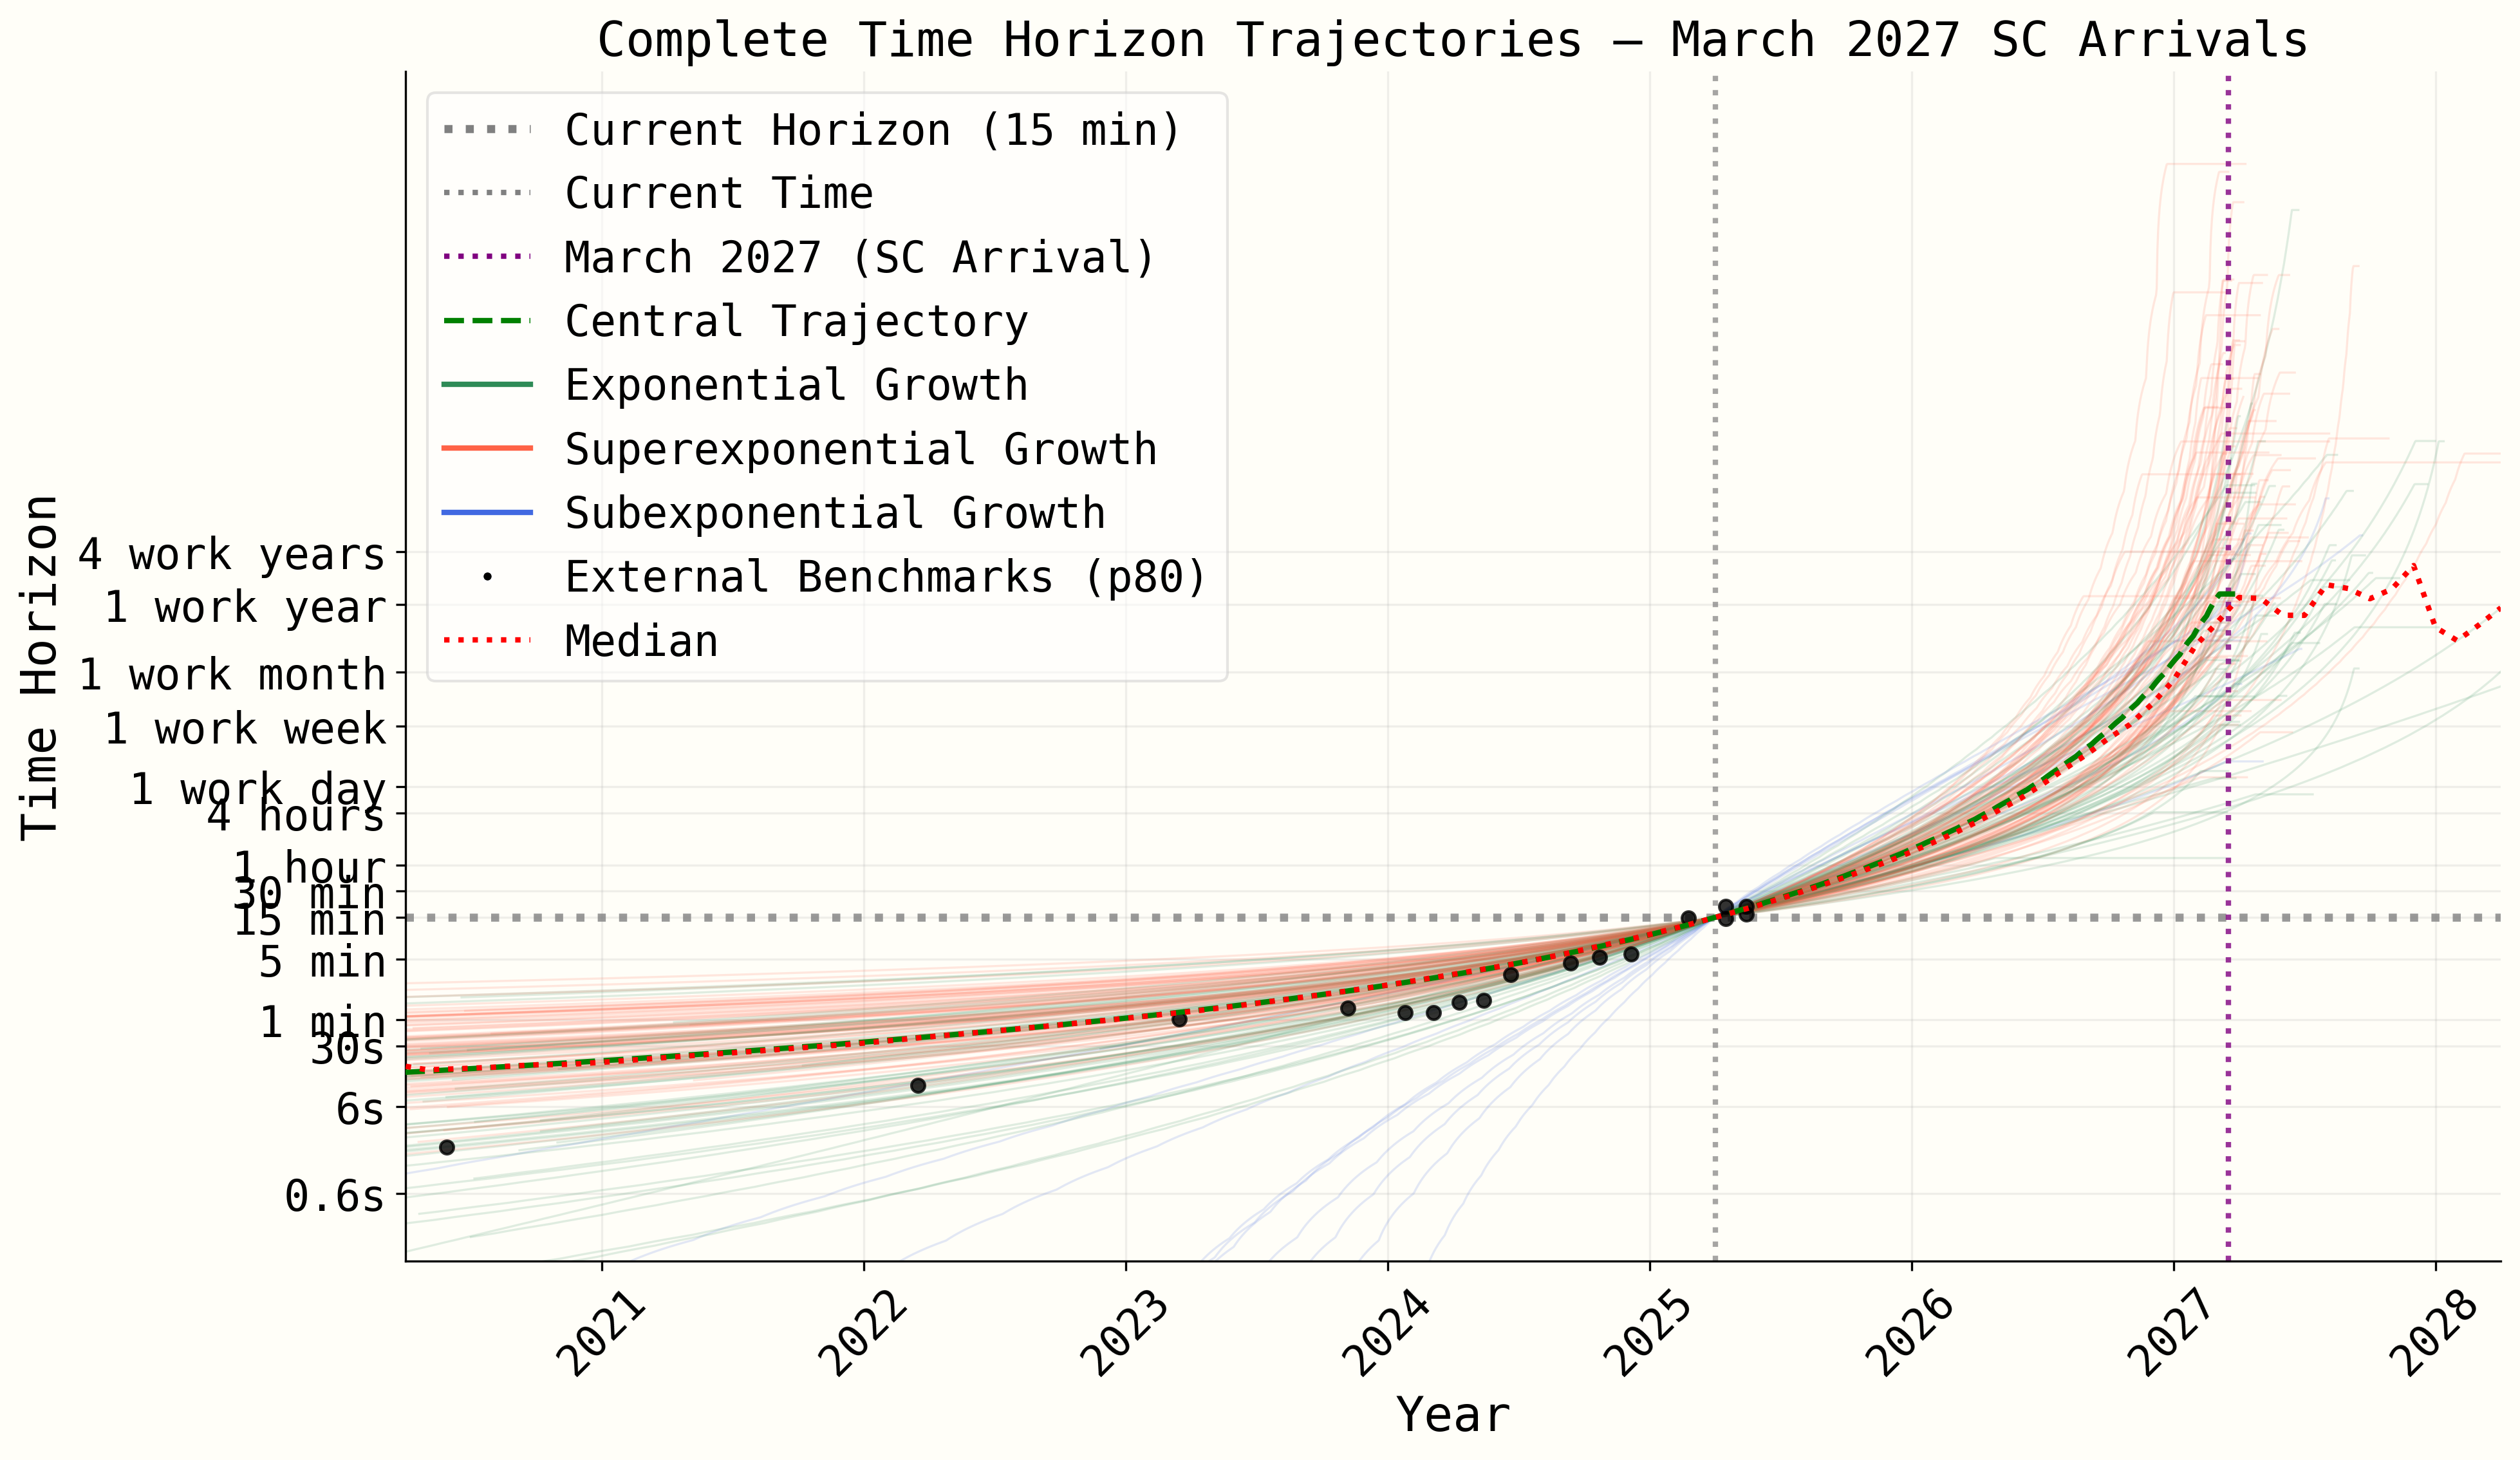 Complete Time Horizon Trajectories — March 2027 SC Arrivals
Current Horizon (15 min)
Current Time
March 2027 (SC Arrival)
Central Trajectory
Exponential Growth
Superexponential Growth
Subexponential Growth
External Benchmarks (p80)
Median
Time Horizon
4 work years
1 work year
1 work month
1 work week
1 work day
4 hours
1 hour
30 min
15 min
5 min
1 min
30s
6s
0.6s
2021
2022
2023
2024
2025
2026
2027
2028
Year